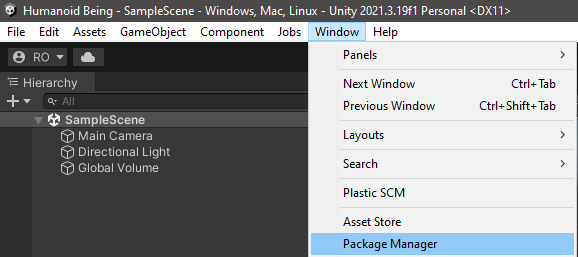 Humanoid Being - SampleScene - Windows, Mac, Linux - Unity 2021.3.19f1 Personal <DX11>
File Edit Assets GameObject Component Jobs Window Help
RO
Hierarchy
All
SampleScene
Main Camera
Directional Light
Global Volume
Panels
Next Window Ctrl+Tab
Previous Window Ctrl+Shift+Tab
Layouts
Search
Plastic SCM
Asset Store
Package Manager